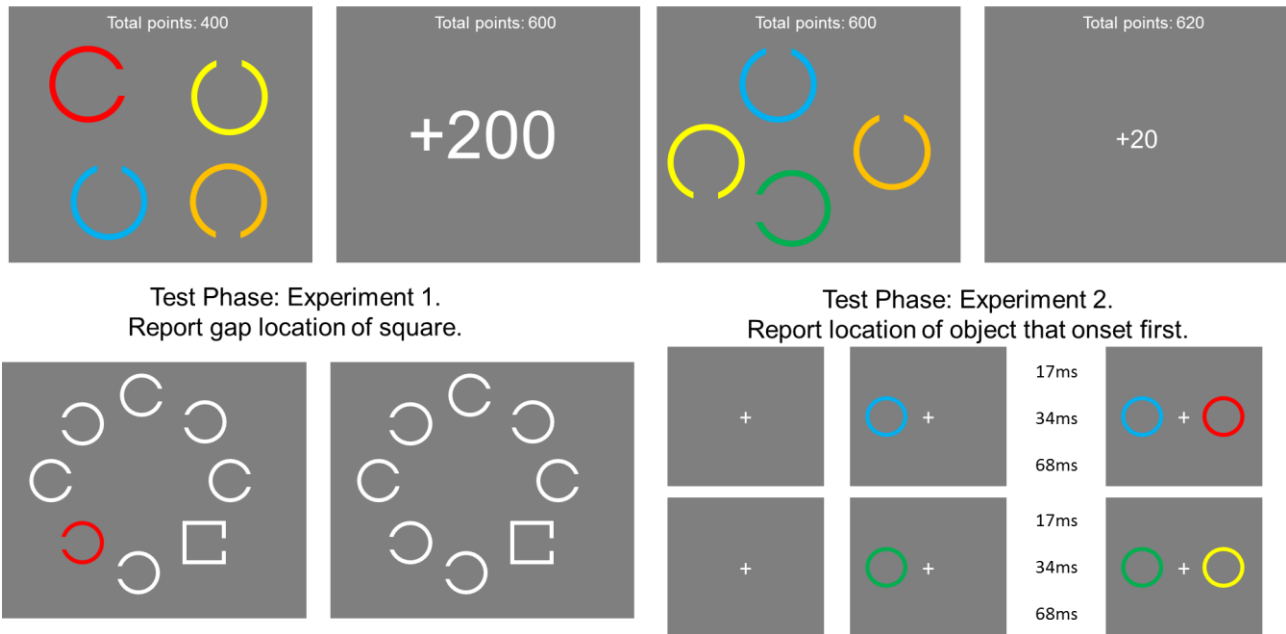 Total points: 400
Total points: 600
Total points: 600
Total points: 620
+200
+20
Test Phase: Experiment 1.
Report gap location of square.
Test Phase: Experiment 2.
Report location of object that onset first.
17ms
34ms
68ms
17ms
34ms
68ms